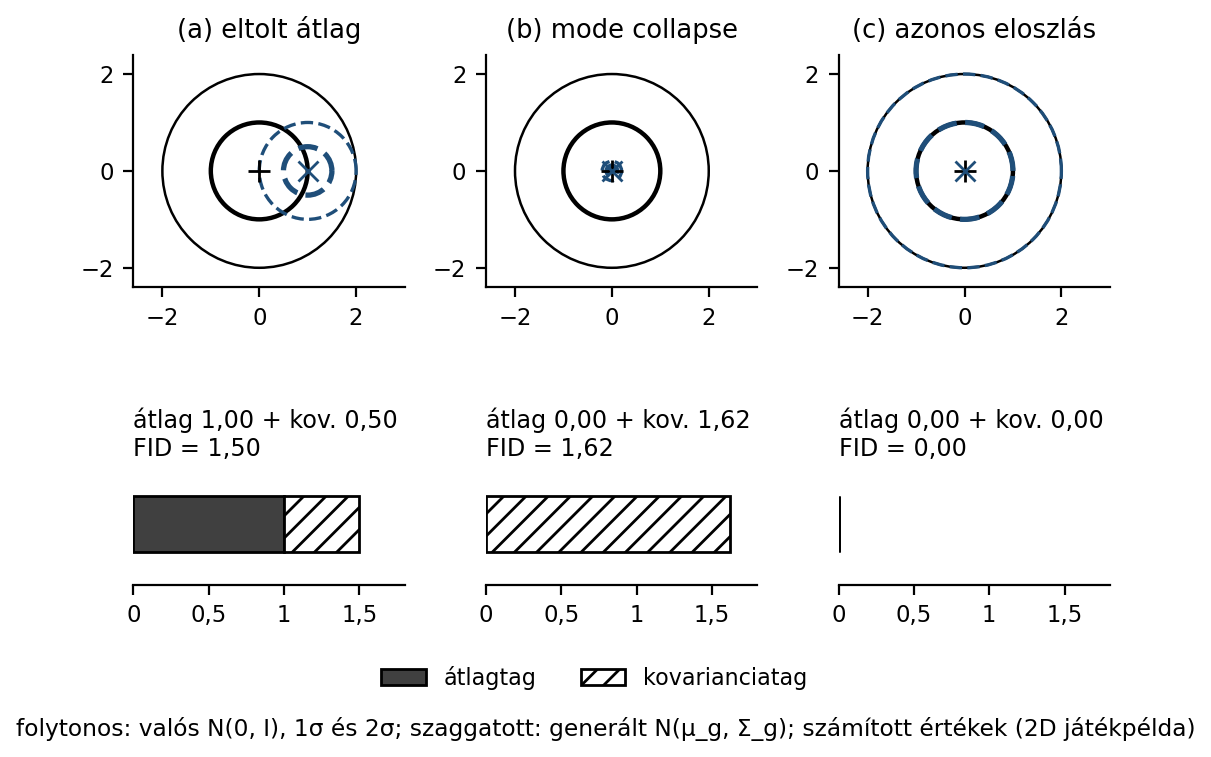 (a) eltolt átlag
(b) mode collapse
(c) azonos eloszlás
2
0
−2
−2
0
2
2
0
−2
−2
0
2
2
0
−2
−2
0
2
átlag 1,00 + kov. 0,50
FID = 1,50
átlag 0,00 + kov. 1,62
FID = 1,62
átlag 0,00 + kov. 0,00
FID = 0,00
0
0,5
1
1,5
0
0,5
1
1,5
0
0,5
1
1,5
átlagtag
kovarianciatag
folytonos: valós N(0, I), 1σ és 2σ; szaggatott: generált N(μ_g, Σ_g); számított értékek (2D játékpélda)